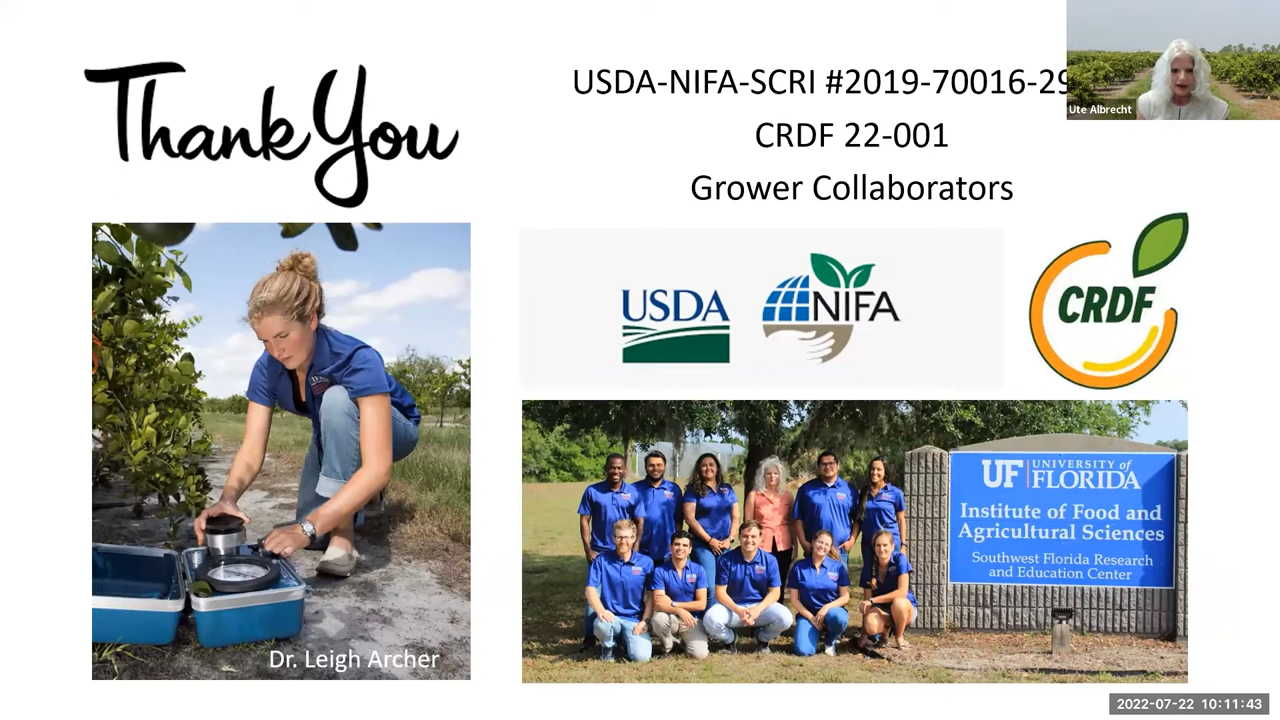 Thank You
USDA-NIFA-SCRI #2019-70016-29
CRDF 22-001
Grower Collaborators
Ute Albrecht
USDA
NIFA
CRDF
Dr. Leigh Archer
UF UNIVERSITY of FLORIDA
Institute of Food and
Agricultural Sciences
Southwest Florida Research
and Education Center
2022-07-22 10:11:43